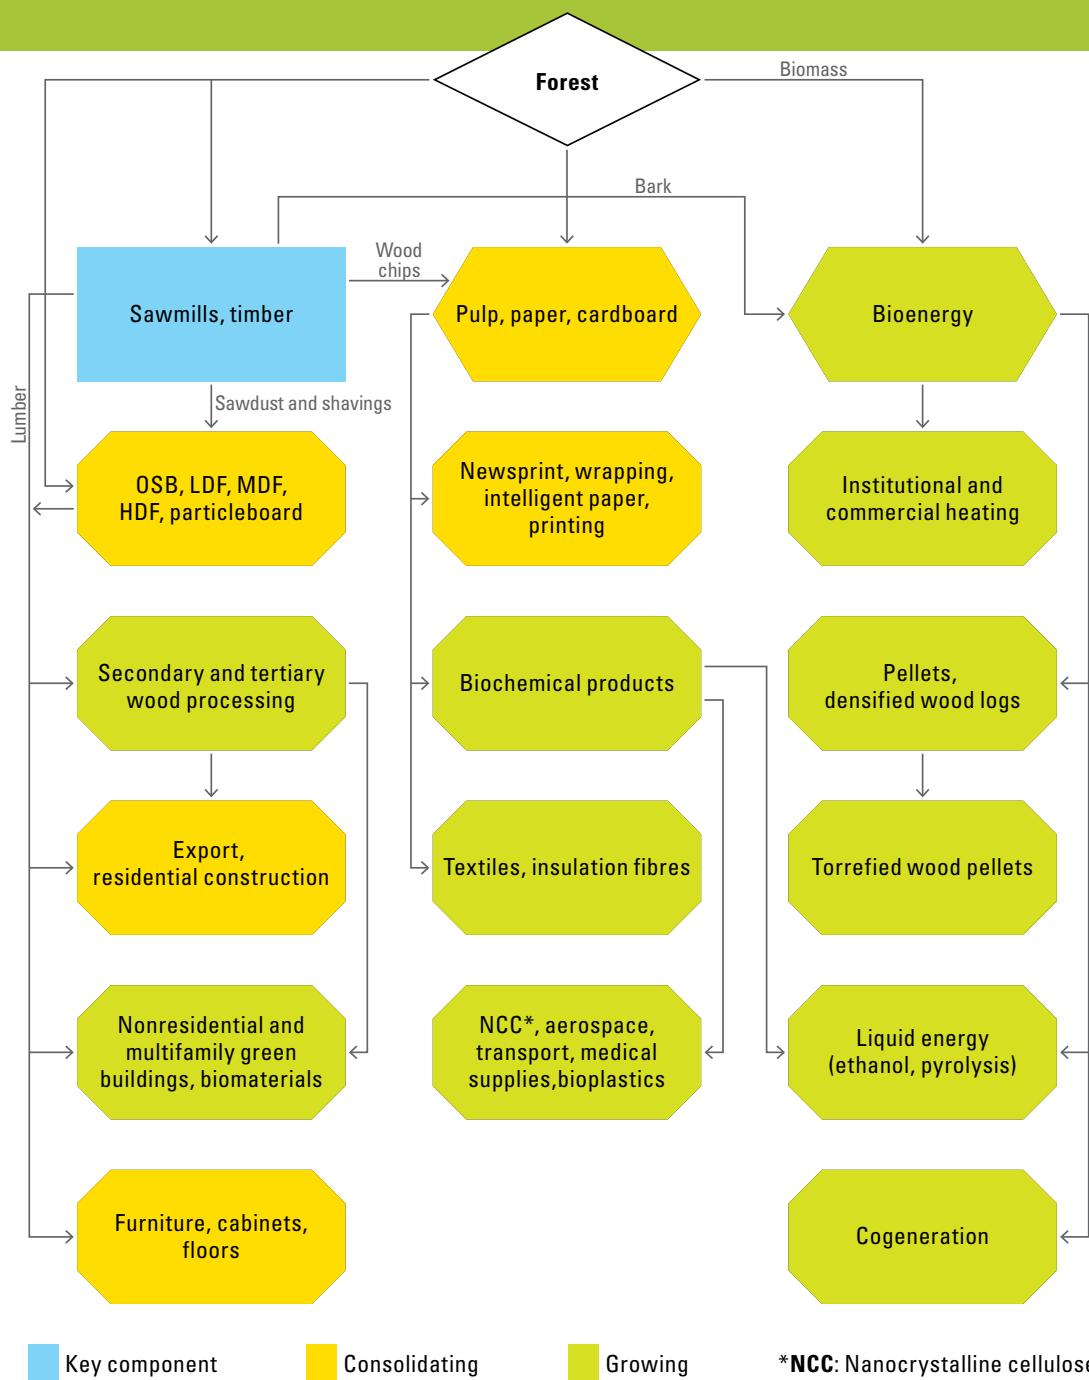 Forest
Biomass
Bark
Wood
chips
Sawmills, timber
Pulp, paper, cardboard
Bioenergy
Lumber
Sawdust and shavings
OSB, LDF, MDF,
HDF, particleboard
Newsprint, wrapping,
intelligent paper,
printing
Institutional and
commercial heating
Secondary and tertiary
wood processing
Biochemical products
Pellets,
densified wood logs
Export,
residential construction
Textiles, insulation fibres
Torrefied wood pellets
Nonresidential and
multifamily green
buildings, biomaterials
NCC*, aerospace,
transport, medical
supplies,bioplastics
Liquid energy
(ethanol, pyrolysis)
Furniture, cabinets,
floors
Cogeneration
Key component
Consolidating
Growing
*NCC: Nanocrystalline cellulose